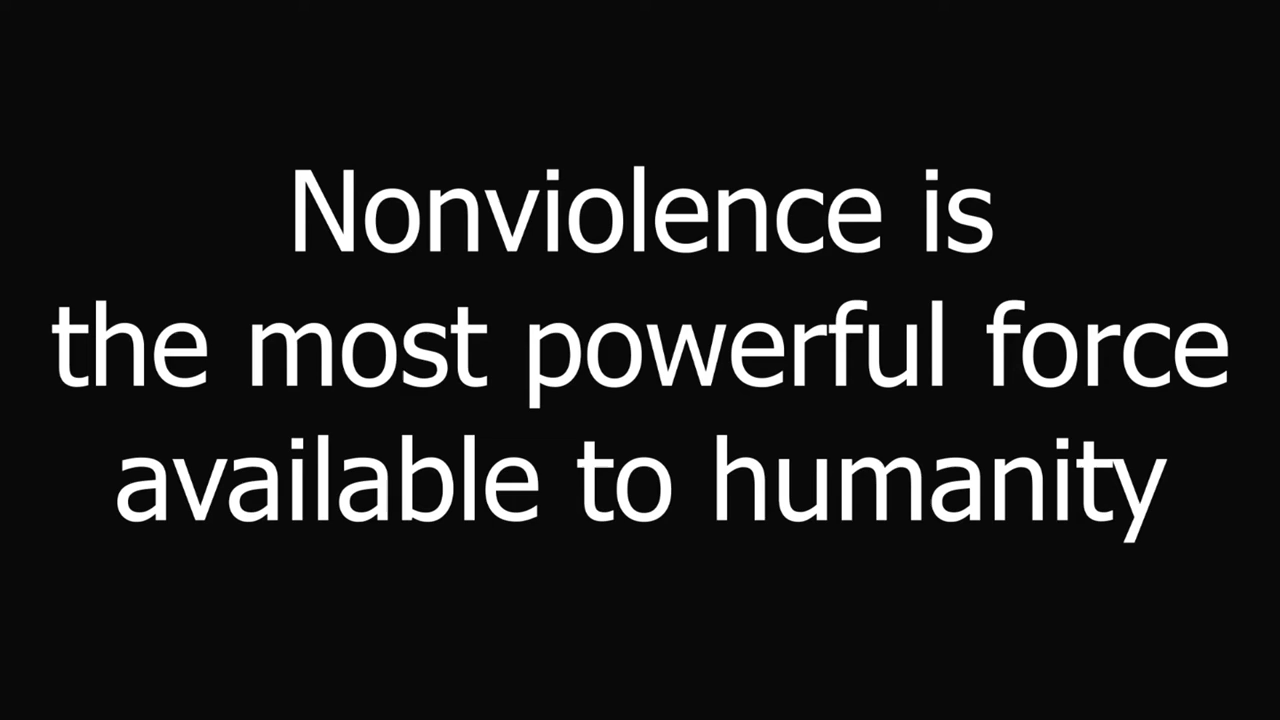 Nonviolence is
the most powerful force
available to humanity